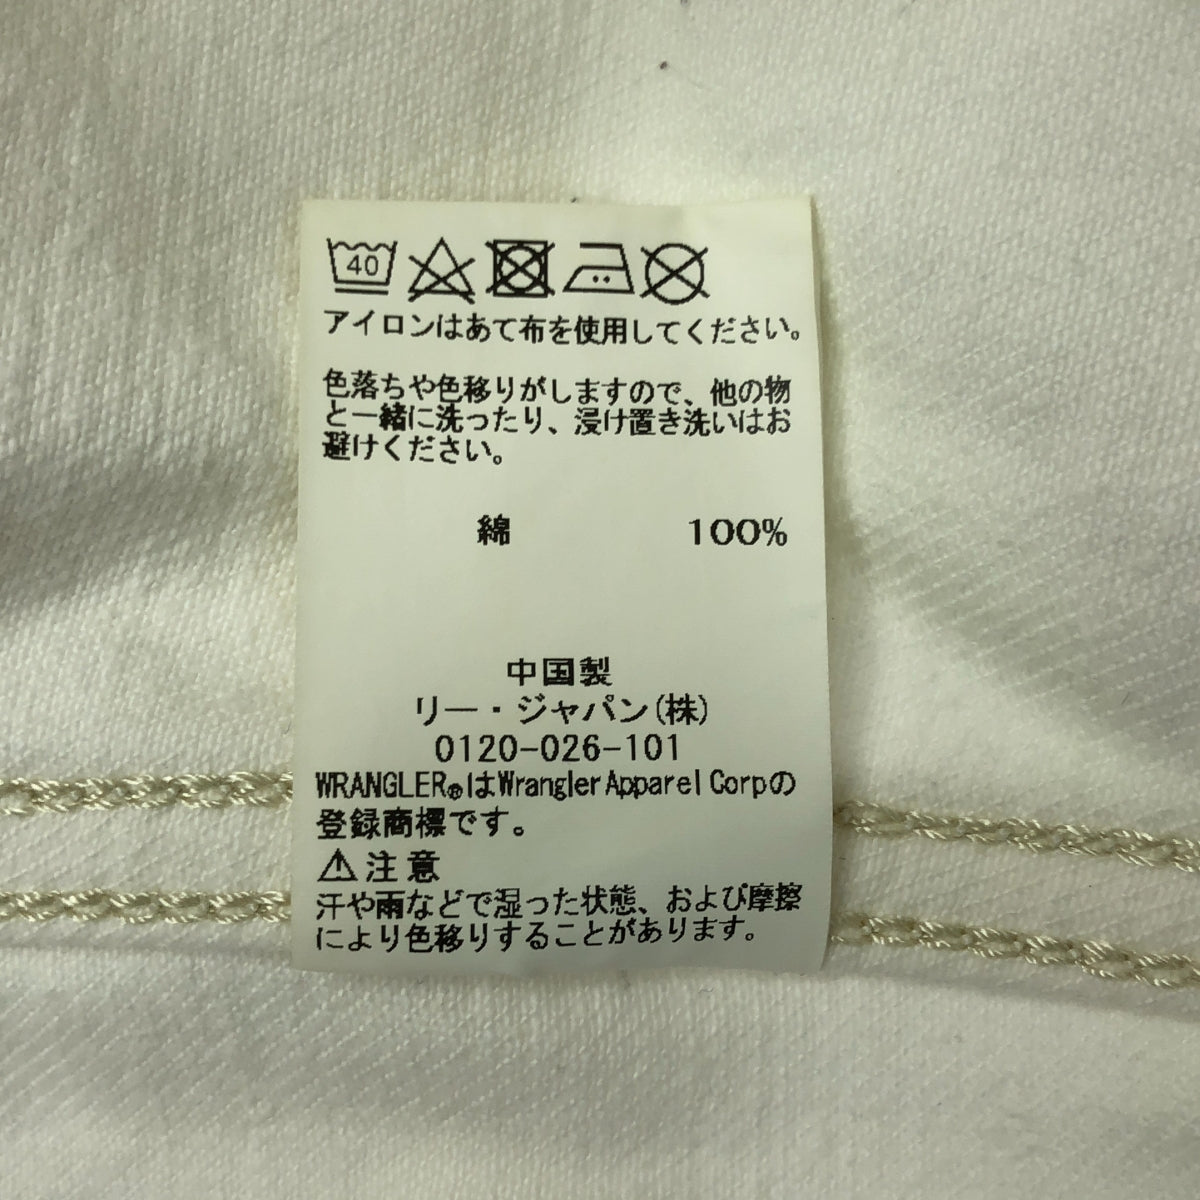 40
アイロンはあて布を使用してください。
色落ちや色移りがしますので、他の物
と一緒に洗ったり、浸け置き洗いはお
避けください。
綿 100%
中国製
リー・ジャパン(株)
0120-026-101
WRANGLER®はWrangler Apparel Corpの
登録商標です。
⚠注意
汗や雨などで湿った状態、および摩擦
により色移りすることがあります。